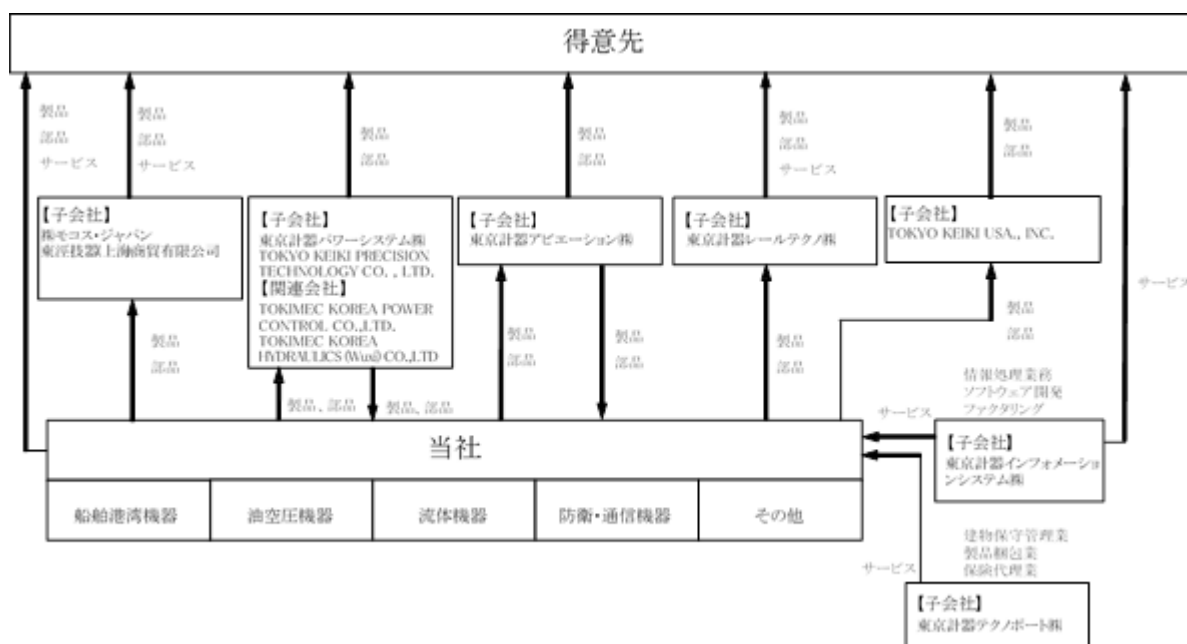 得意先
製品
部品
サービス
製品
部品
サービス
製品
部品
製品
部品
製品
部品
サービス
製品
部品
サービス
【子会社】
㈱モコス・ジャパン
東涇技器(上海)商貿有限公司
【子会社】
東京計器パワーシステム㈱
TOKYO KEIKI PRECISION
TECHNOLOGY CO. , LTD.
【関連会社】
TOKIMEC KOREA POWER
CONTROL CO.,LTD.
TOKIMEC KOREA
HYDRAULICS (Wuxi) CO.,LTD
【子会社】
東京計器アビエーション㈱
【子会社】
東京計器レールテクノ㈱
【子会社】
TOKYO KEIKI USA., INC.
製品
部品
製品、部品
製品、部品
製品
部品
製品
部品
製品
部品
情報処理業務
ソフトウェア開発
ファクタリング
サービス
【子会社】
東京計器インフォメーショ
ンシステム㈱
当社
船舶港湾機器
油空圧機器
流体機器
防衛・通信機器
その他
建物保守管理業
製品梱包業
保険代理業
サービス
【子会社】
東京計器テクノポート㈱